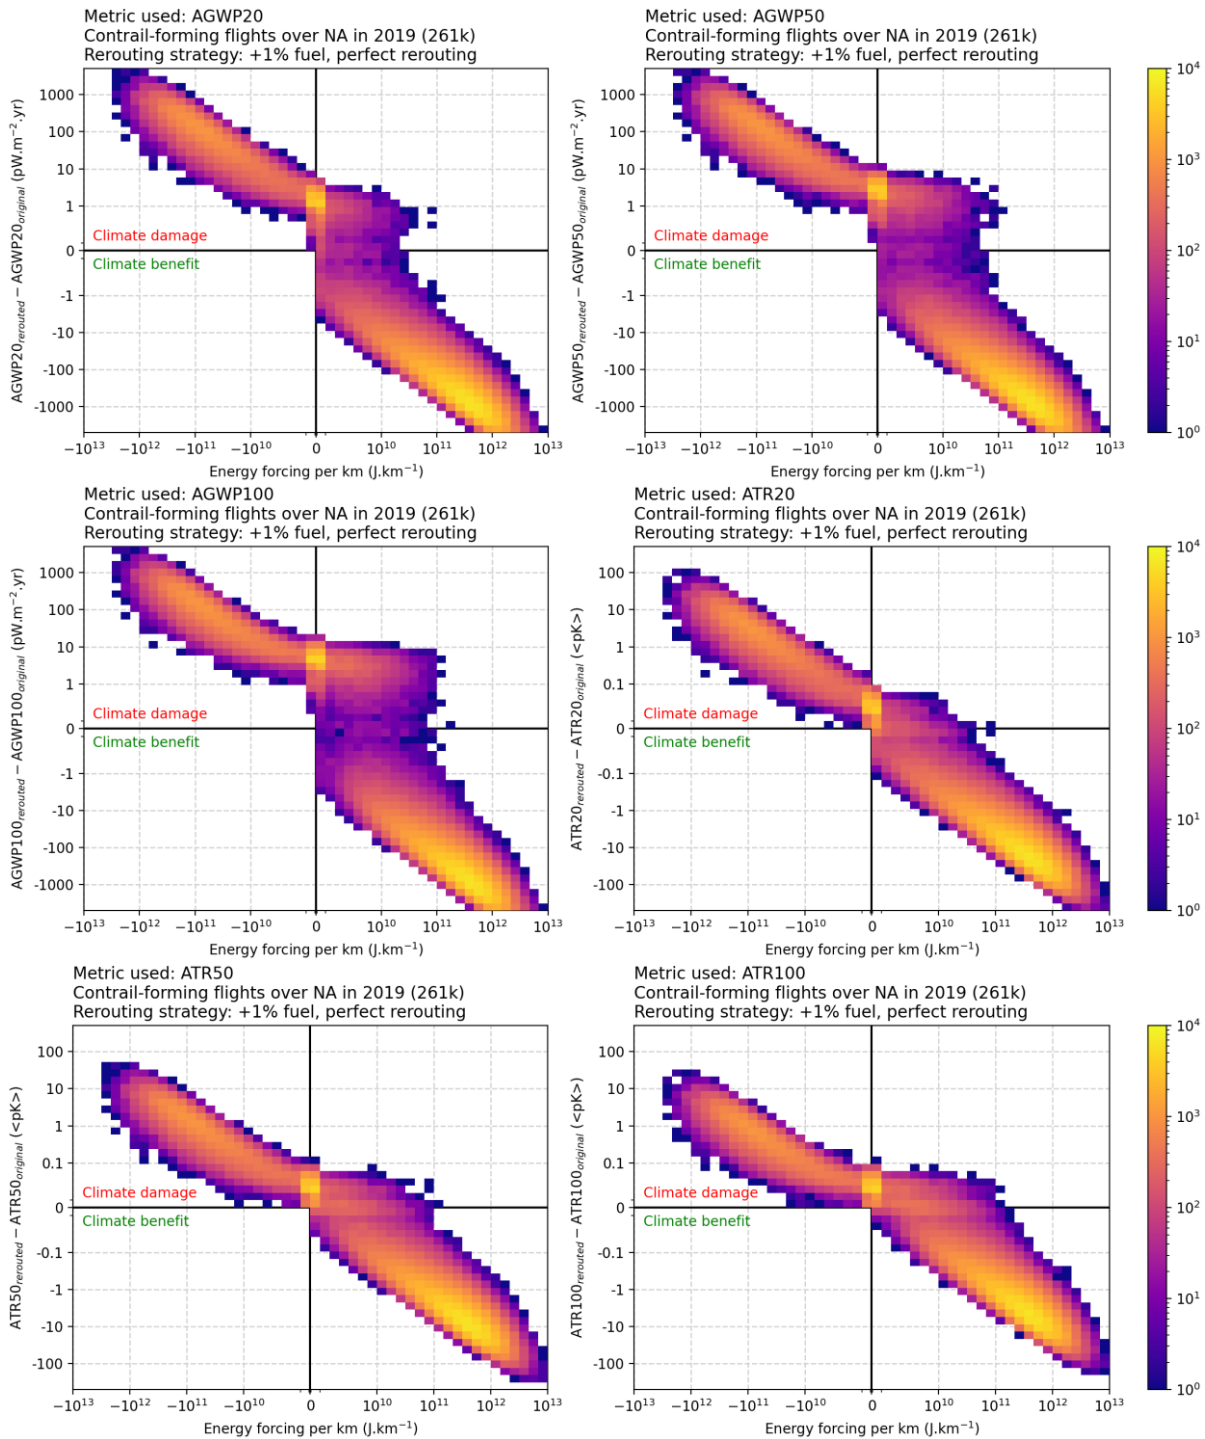 Metric used: AGWP20
Contrail-forming flights over NA in 2019 (261k)
Rerouting strategy: +1% fuel, perfect rerouting
1000
100
10
1
0
-1
-10
-100
-1000
AGWP20rerouted − AGWP20original (pW.m−2.yr)
Climate damage
Climate benefit
−10^13 −10^12 −10^11 −10^10 0 10^10 10^11 10^12 10^13
Energy forcing per km (J.km−1)
Metric used: AGWP50
Contrail-forming flights over NA in 2019 (261k)
Rerouting strategy: +1% fuel, perfect rerouting
1000
100
10
1
0
-1
-10
-100
-1000
AGWP50rerouted − AGWP50original (pW.m−2.yr)
Climate damage
Climate benefit
−10^13 −10^12 −10^11 −10^10 0 10^10 10^11 10^12 10^13
Energy forcing per km (J.km−1)
10^4
10^3
10^2
10^1
10^0
Metric used: AGWP100
Contrail-forming flights over NA in 2019 (261k)
Rerouting strategy: +1% fuel, perfect rerouting
1000
100
10
1
0
-1
-10
-100
-1000
AGWP100rerouted − AGWP100original (pW.m−2.yr)
Climate damage
Climate benefit
−10^13 −10^12 −10^11 −10^10 0 10^10 10^11 10^12 10^13
Energy forcing per km (J.km−1)
Metric used: ATR20
Contrail-forming flights over NA in 2019 (261k)
Rerouting strategy: +1% fuel, perfect rerouting
100
10
1
0.1
0
-0.1
-1
-10
-100
ATR20rerouted − ATR20original (<pK>)
Climate damage
Climate benefit
−10^13 −10^12 −10^11 −10^10 0 10^10 10^11 10^12 10^13
Energy forcing per km (J.km−1)
10^4
10^3
10^2
10^1
10^0
Metric used: ATR50
Contrail-forming flights over NA in 2019 (261k)
Rerouting strategy: +1% fuel, perfect rerouting
100
10
1
0.1
0
-0.1
-1
-10
-100
ATR50rerouted − ATR50original (<pK>)
Climate damage
Climate benefit
−10^13 −10^12 −10^11 −10^10 0 10^10 10^11 10^12 10^13
Energy forcing per km (J.km−1)
Metric used: ATR100
Contrail-forming flights over NA in 2019 (261k)
Rerouting strategy: +1% fuel, perfect rerouting
100
10
1
0.1
0
-0.1
-1
-10
-100
ATR100rerouted − ATR100original (<pK>)
Climate damage
Climate benefit
−10^13 −10^12 −10^11 −10^10 0 10^10 10^11 10^12 10^13
Energy forcing per km (J.km−1)
10^4
10^3
10^2
10^1
10^0